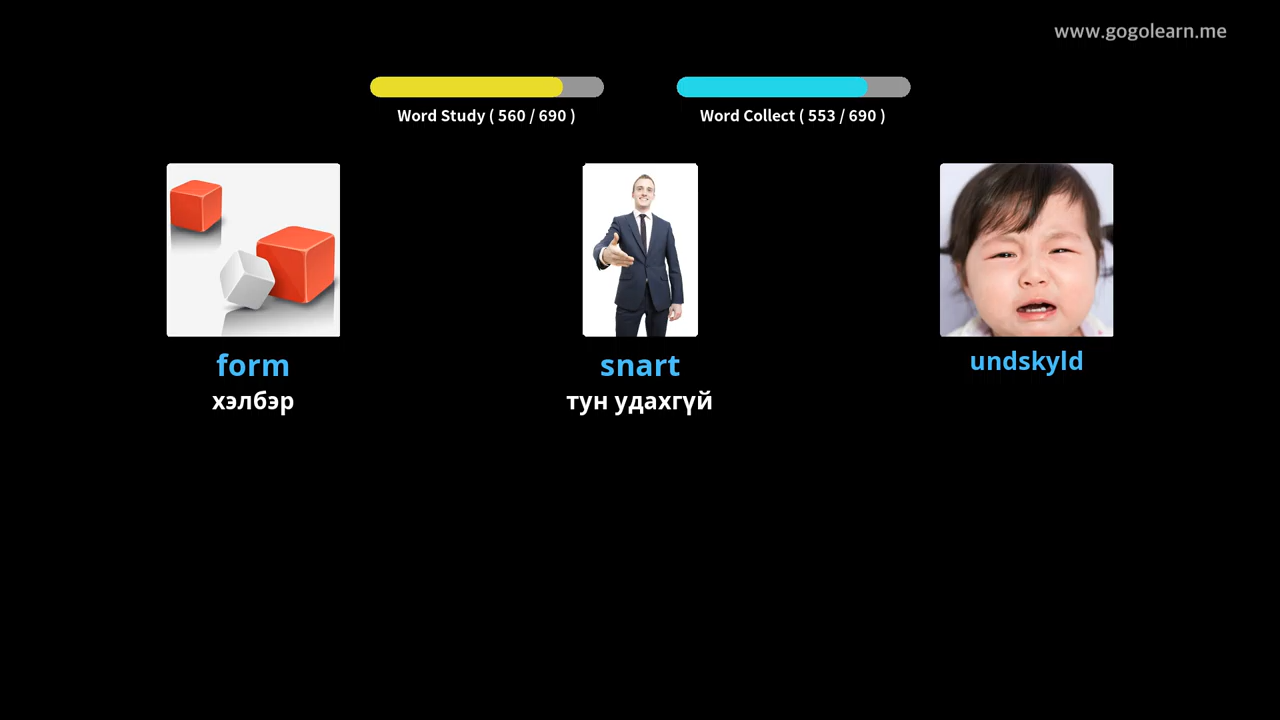 www.gogolearn.me
Word Study ( 560 / 690 )
Word Collect ( 553 / 690 )
form
snart
undskyld
хэлбэр
тун удахгүй